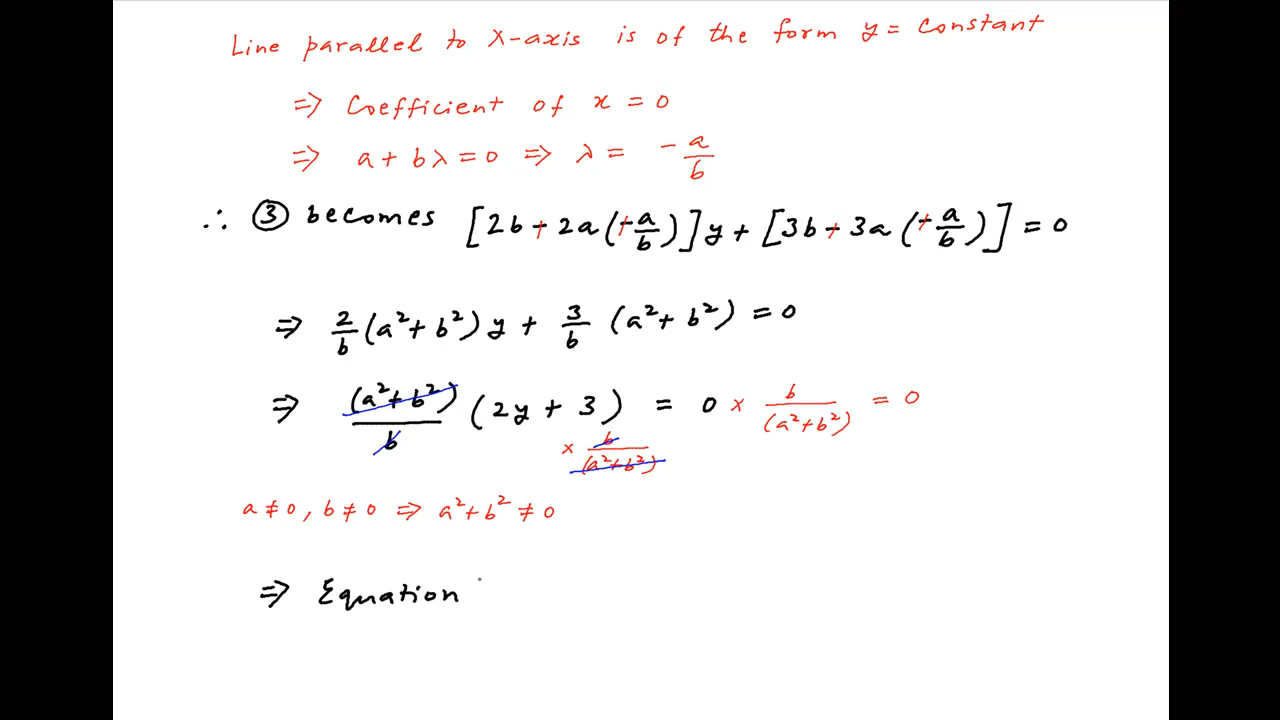 Line parallel to X-axis is of the form y = constant
⇒ Coefficient of x = 0
⇒ a + bλ = 0 ⇒ λ = -a/b
∴ ③ becomes [2b - 2a(-a/b)]y + [3b - 3a(-a/b)] = 0
⇒ 2/b (a² + b²) y + 3/b (a² + b²) = 0
⇒ (a² + b²)/b (2y + 3) = 0 × b/(a² + b²) = 0
× b/(a² + b²)
a ≠ 0, b ≠ 0 ⇒ a² + b² ≠ 0
⇒ Equation